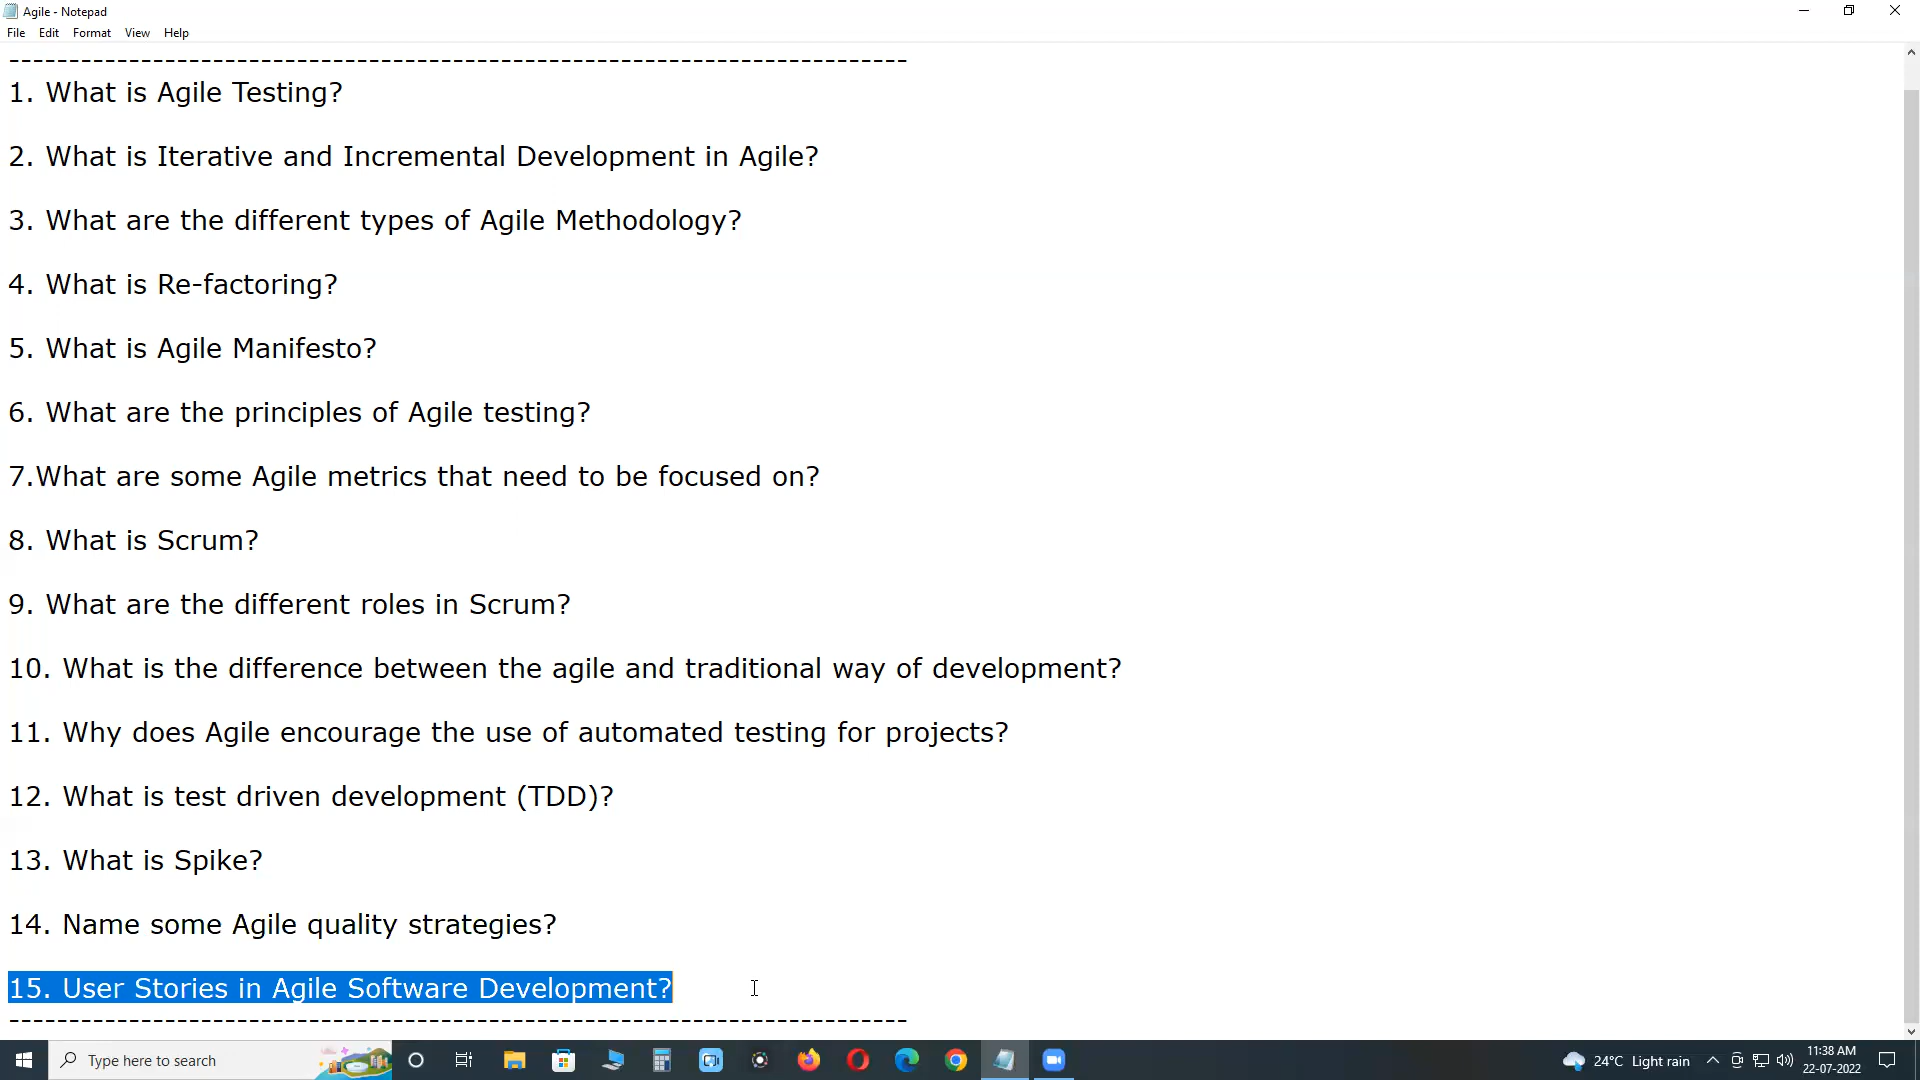 Agile - Notepad
File Edit Format View Help
---------------------------------------------------------------------------
1. What is Agile Testing?
2. What is Iterative and Incremental Development in Agile?
3. What are the different types of Agile Methodology?
4. What is Re-factoring?
5. What is Agile Manifesto?
6. What are the principles of Agile testing?
7.What are some Agile metrics that need to be focused on?
8. What is Scrum?
9. What are the different roles in Scrum?
10. What is the difference between the agile and traditional way of development?
11. Why does Agile encourage the use of automated testing for projects?
12. What is test driven development (TDD)?
13. What is Spike?
14. Name some Agile quality strategies?
15. User Stories in Agile Software Development?
---------------------------------------------------------------------------
Type here to search
24°C Light rain
11:38 AM
22-07-2022